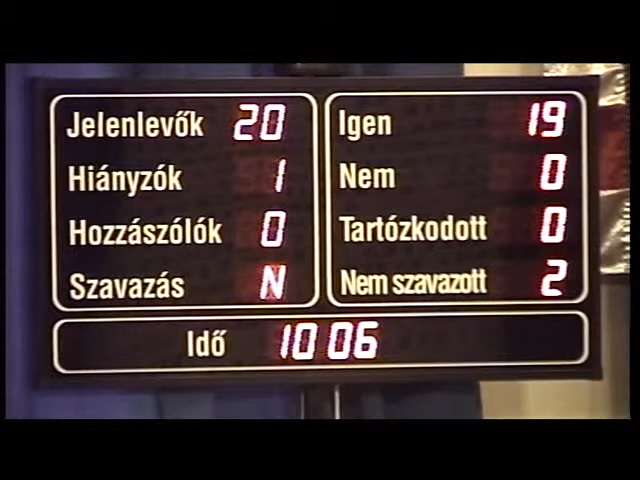 Jelenlevők 20
Hiányzók 1
Hozzászólók 0
Szavazás N
Igen 19
Nem 0
Tartózkodott 0
Nem szavazott 2
Idő 10 06